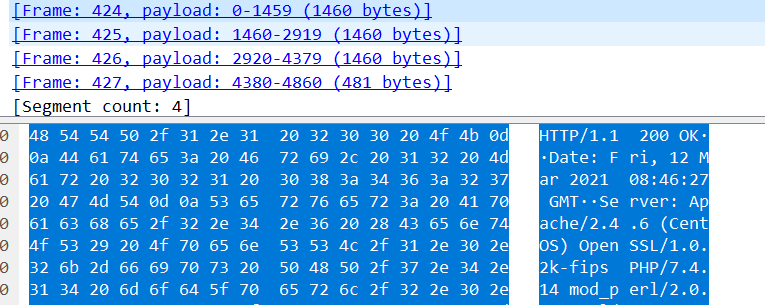 [Frame: 424, payload: 0-1459 (1460 bytes)]
[Frame: 425, payload: 1460-2919 (1460 bytes)]
[Frame: 426, payload: 2920-4379 (1460 bytes)]
[Frame: 427, payload: 4380-4860 (481 bytes)]
[Segment count: 4]
0 48 54 54 50 2f 31 2e 31 20 32 30 30 20 4f 4b 0d HTTP/1.1 200 OK·
0 0a 44 61 74 65 3a 20 46 72 69 2c 20 31 32 20 4d ·Date: F ri, 12 M
0 61 72 20 32 30 32 31 20 30 38 3a 34 36 3a 32 37 ar 2021 08:46:27
0 20 47 4d 54 0d 0a 53 65 72 76 65 72 3a 20 41 70 GMT··Se rver: Ap
0 61 63 68 65 2f 32 2e 34 2e 36 20 28 43 65 6e 74 ache/2.4 .6 (Cent
0 4f 53 29 20 4f 70 65 6e 53 53 4c 2f 31 2e 30 2e OS) Open SSL/1.0.
0 32 6b 2d 66 69 70 73 20 50 48 50 2f 37 2e 34 2e 2k-fips PHP/7.4.
0 31 34 20 6d 6f 64 5f 70 65 72 6c 2f 32 2e 30 2e 14 mod_p erl/2.0.